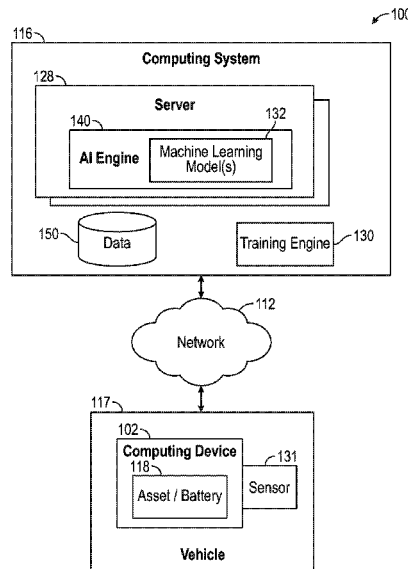 100
116
Computing System
128
Server
140
132
AI Engine
Machine Learning
Model(s)
150
Data
Training Engine
130
112
Network
117
102
Computing Device
118
131
Asset / Battery
Sensor
Vehicle